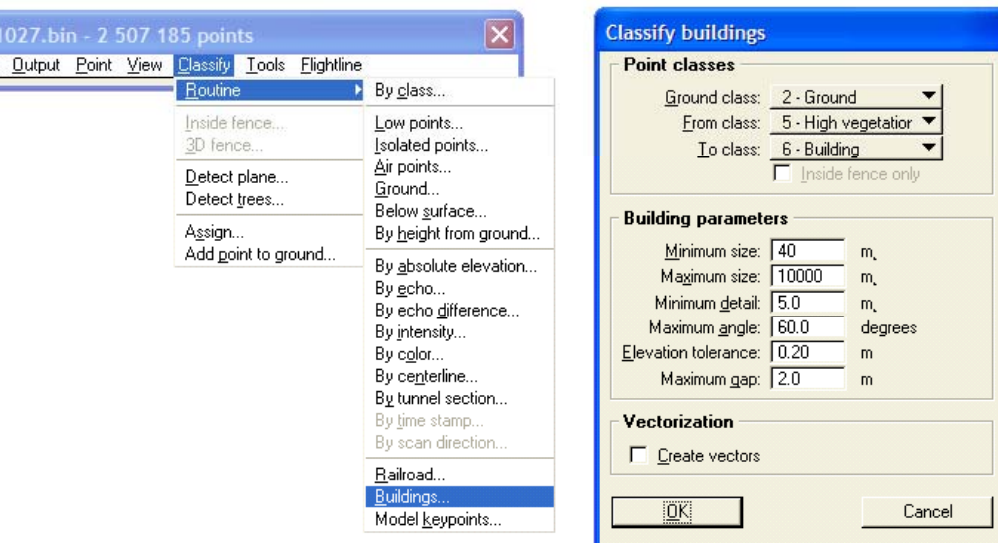 1027.bin - 2 507 185 points
Output Point View Classify Tools Flightline
Routine
Inside fence...
3D fence...
Detect plane...
Detect trees...
Assign...
Add point to ground...
By class...
Low points...
Isolated points...
Air points...
Ground...
Below surface...
By height from ground...
By absolute elevation...
By echo...
By echo difference...
By intensity...
By color...
By centerline...
By tunnel section...
By time stamp...
By scan direction...
Railroad...
Buildings...
Model keypoints...
Classify buildings
Point classes
Ground class: 2 - Ground
From class: 5 - High vegetation
To class: 6 - Building
Inside fence only
Building parameters
Minimum size: 40 m
Maximum size: 10000 m
Minimum detail: 5.0 m
Maximum angle: 60.0 degrees
Elevation tolerance: 0.20 m
Maximum gap: 2.0 m
Vectorization
Create vectors
OK Cancel